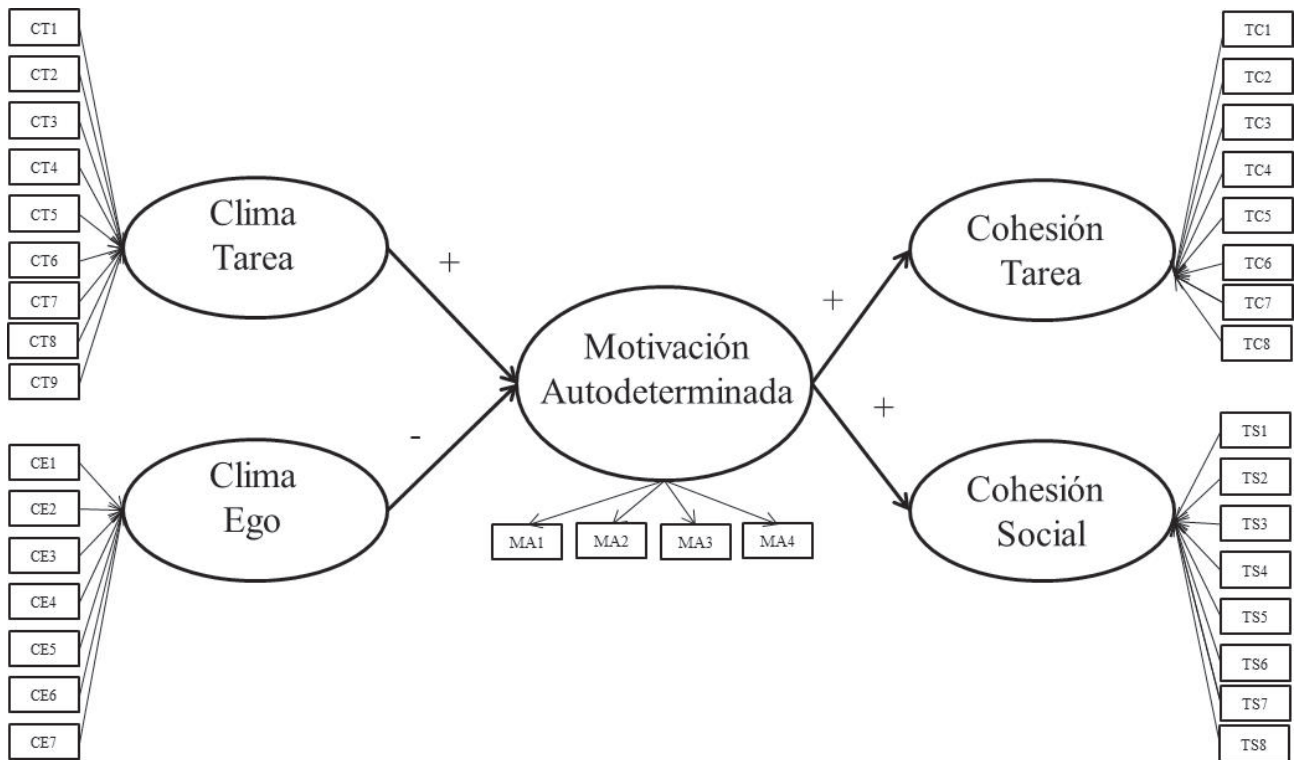 CT1
CT2
CT3
CT4
CT5
CT6
CT7
CT8
CT9
Clima
Tarea
+
CE1
CE2
CE3
CE4
CE5
CE6
CE7
Clima
Ego
-
Motivación
Autodeterminada
MA1 MA2 MA3 MA4
+
+
Cohesión
Tarea
TC1
TC2
TC3
TC4
TC5
TC6
TC7
TC8
Cohesión
Social
TS1
TS2
TS3
TS4
TS5
TS6
TS7
TS8